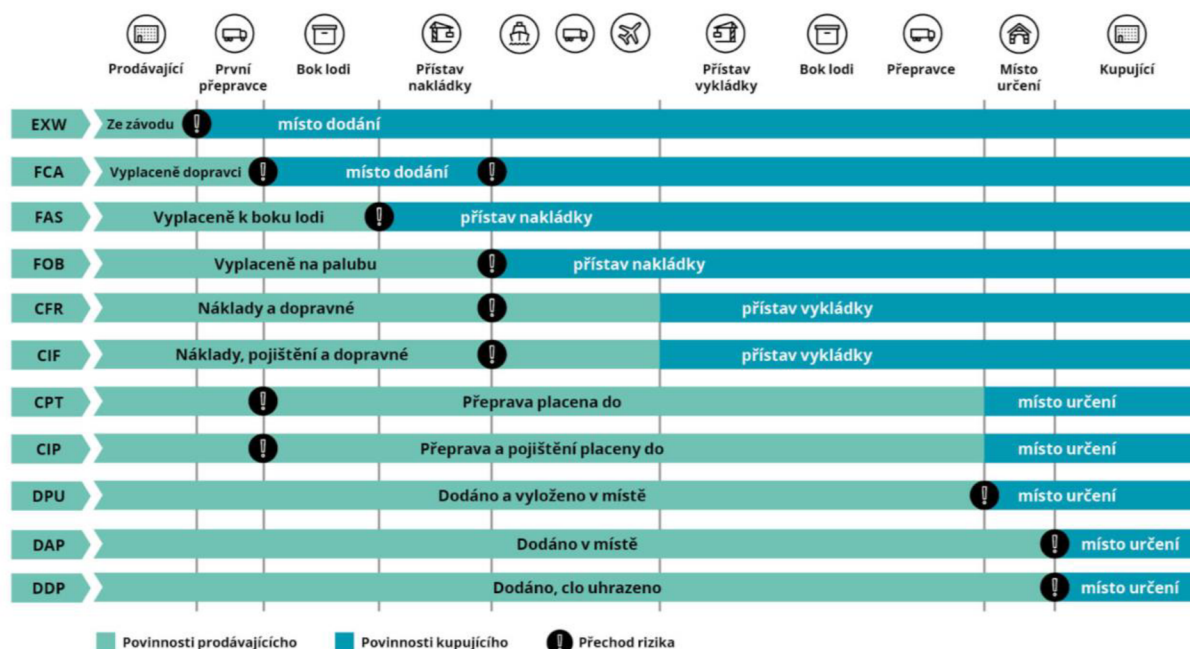 Prodávající
První
přepravce
Bok lodi
Přístav
nakládky
Přístav
vykládky
Bok lodi
Přepravce
Místo
určení
Kupující
EXW Ze závodu místo dodání
FCA Vyplaceně dopravci místo dodání
FAS Vyplaceně k boku lodi přístav nakládky
FOB Vyplaceně na palubu přístav nakládky
CFR Náklady a dopravné přístav vykládky
CIF Náklady, pojištění a dopravné přístav vykládky
CPT Přeprava placena do místo určení
CIP Přeprava a pojištění placeny do místo určení
DPU Dodáno a vyloženo v místě místo určení
DAP Dodáno v místě místo určení
DDP Dodáno, clo uhrazeno místo určení
Povinnosti prodávajícícho Povinnosti kupujícího Přechod rizika